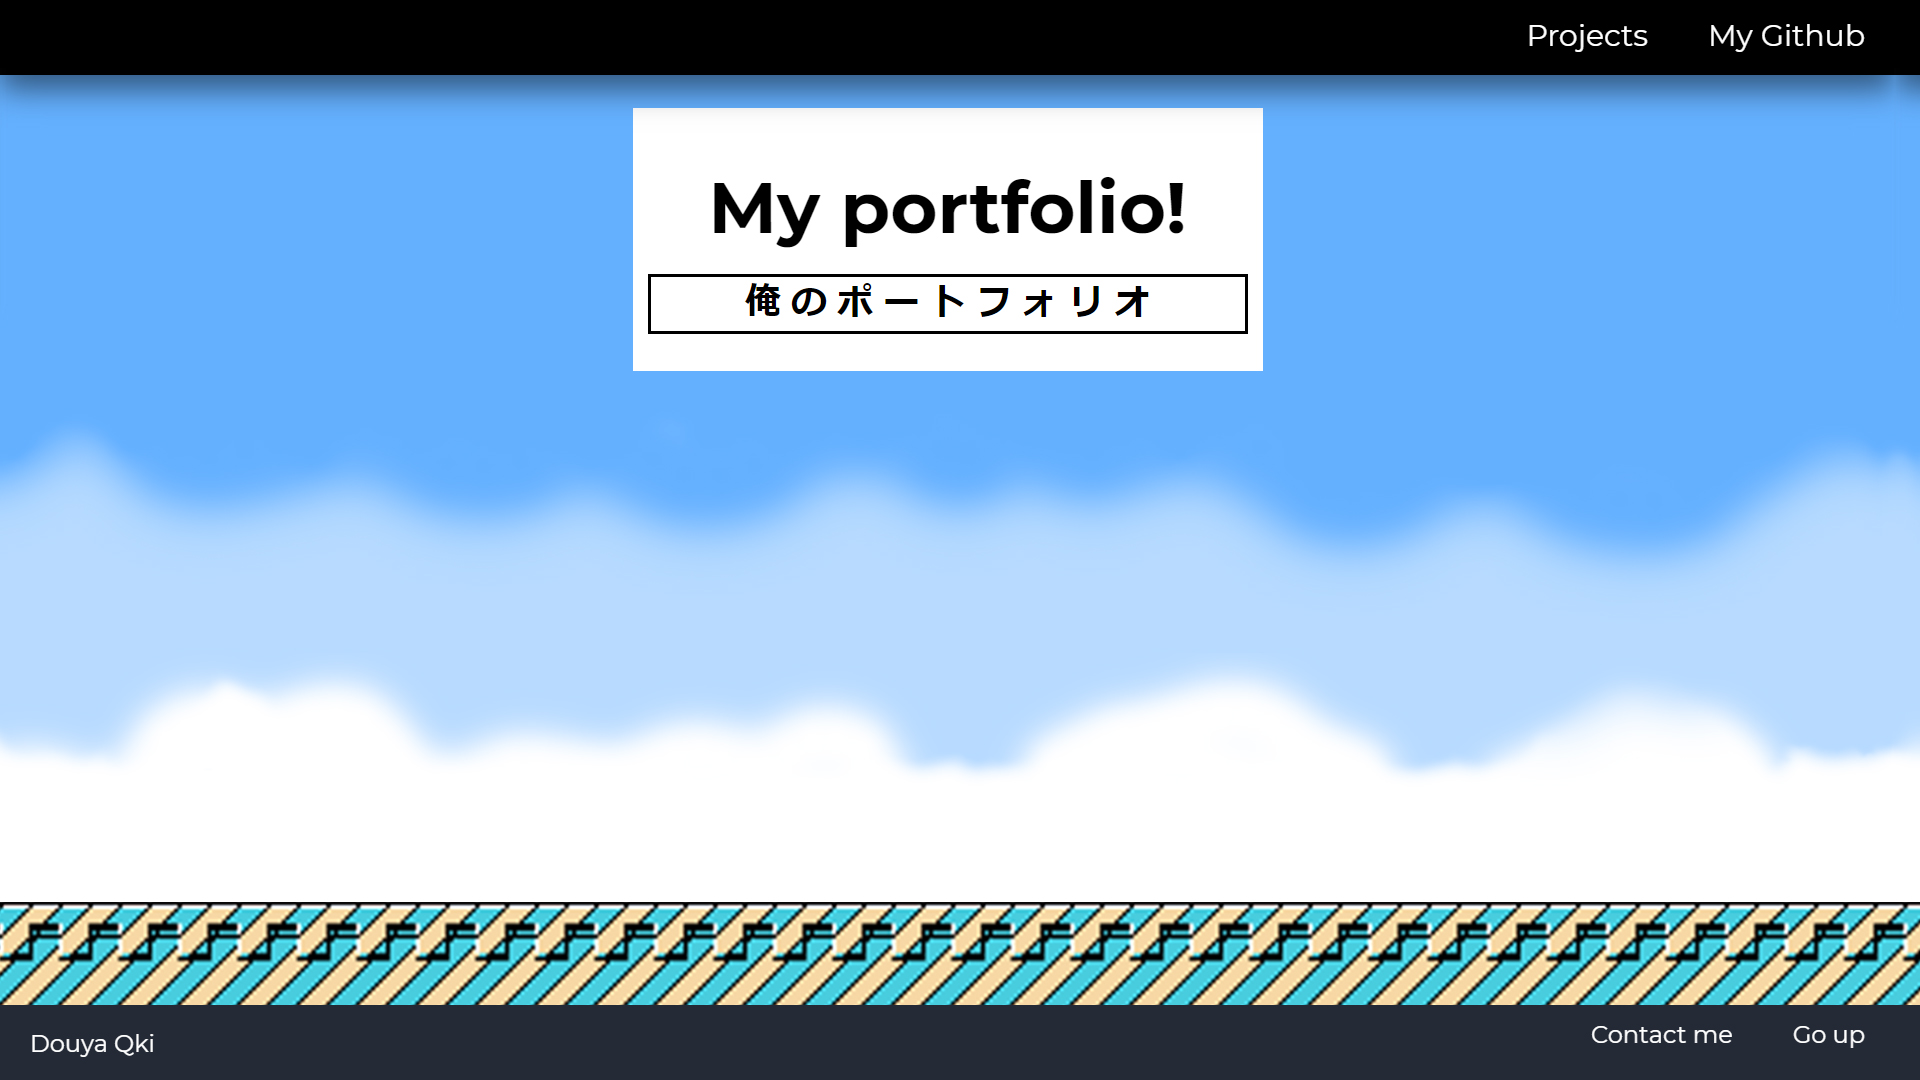 Projects My Github
My portfolio!
俺のポートフォリオ
Douya Qki Contact me Go up